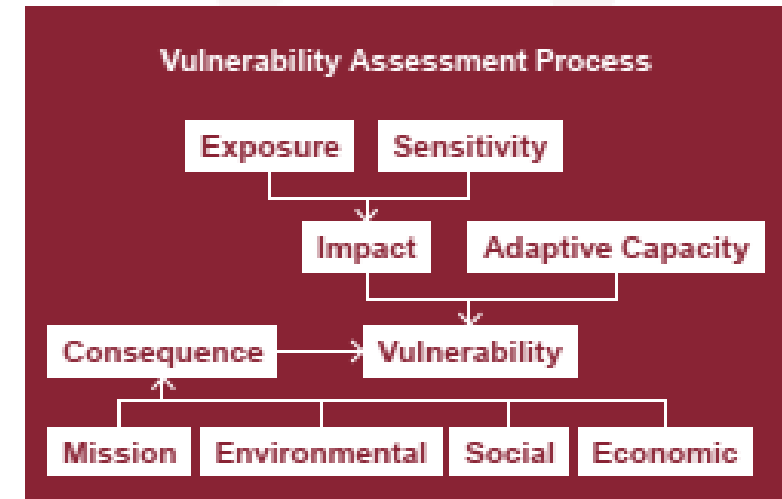 Vulnerability Assessment Process
Exposure Sensitivity
Impact Adaptive Capacity
Consequence Vulnerability
Mission Environmental Social Economic